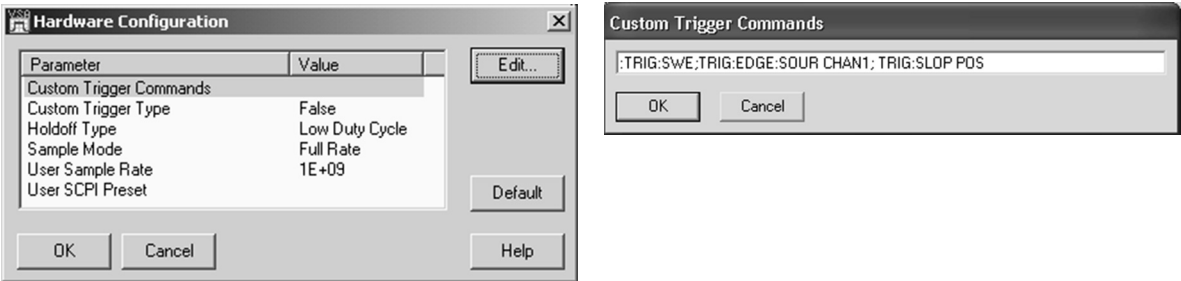 VSA
Hardware Configuration
Parameter Value
Custom Trigger Commands
Custom Trigger Type False
Holdoff Type Low Duty Cycle
Sample Mode Full Rate
User Sample Rate 1E+09
User SCPI Preset
Edit...
Default
OK Cancel Help
Custom Trigger Commands
:TRIG:SWE;TRIG:EDGE:SOUR CHAN1; TRIG:SLOP POS
OK Cancel